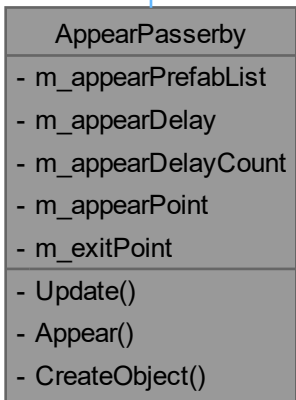 AppearPasserby
- m_appearPrefabList
- m_appearDelay
- m_appearDelayCount
- m_appearPoint
- m_exitPoint
- Update()
- Appear()
- CreateObject()